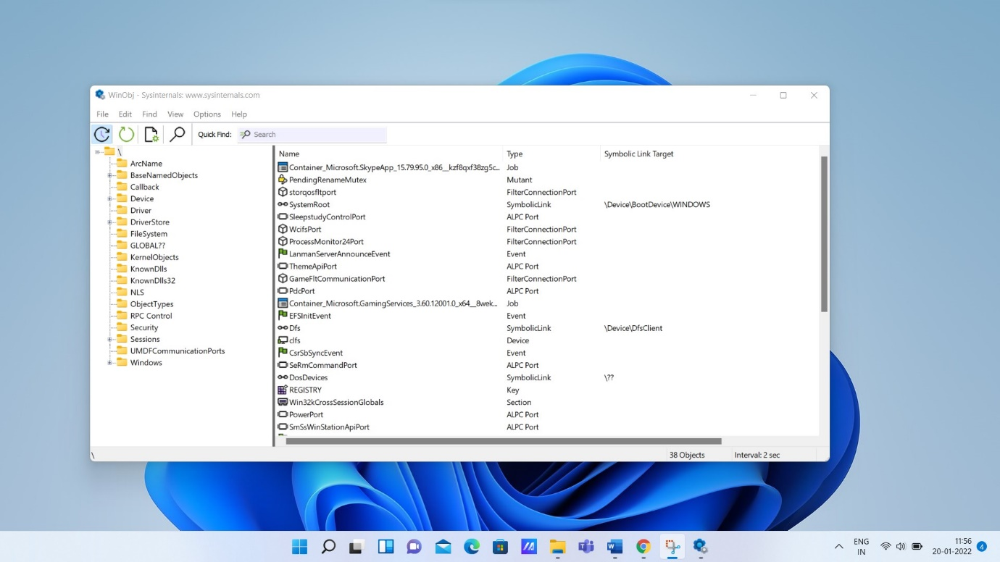 WinObj - Sysinternals: www.sysinternals.com
File Edit Find View Options Help
Quick Find: Search
\
ArcName
BaseNamedObjects
Callback
Device
Driver
DriverStore
FileSystem
GLOBAL??
KernelObjects
KnownDlls
KnownDlls32
NLS
ObjectTypes
RPC Control
Security
Sessions
UMDFCommunicationPorts
Windows
Name Type Symbolic Link Target
Container_Microsoft.SkypeApp_15.79.95.0_x86__kzf8qxf38zg5c... Job
PendingRenameMutex Mutant
storqosfltport FilterConnectionPort
SystemRoot SymbolicLink \Device\BootDevice\WINDOWS
SleepstudyControlPort ALPC Port
WcifsPort FilterConnectionPort
ProcessMonitor24Port FilterConnectionPort
LanmanServerAnnounceEvent Event
ThemeApiPort ALPC Port
GameFltCommunicationPort FilterConnectionPort
PdcPort ALPC Port
Container_Microsoft.GamingServices_3.60.12001.0_x64__8wek... Job
EFSInitEvent Event
Dfs SymbolicLink \Device\DfsClient
clfs Device
CsrSbSyncEvent Event
SeRmCommandPort ALPC Port
DosDevices SymbolicLink \??
REGISTRY Key
Win32kCrossSessionGlobals Section
PowerPort ALPC Port
SmSsWinStationApiPort ALPC Port
\ 38 Objects Interval: 2 sec
ENG
IN
11:56
20-01-2022
4